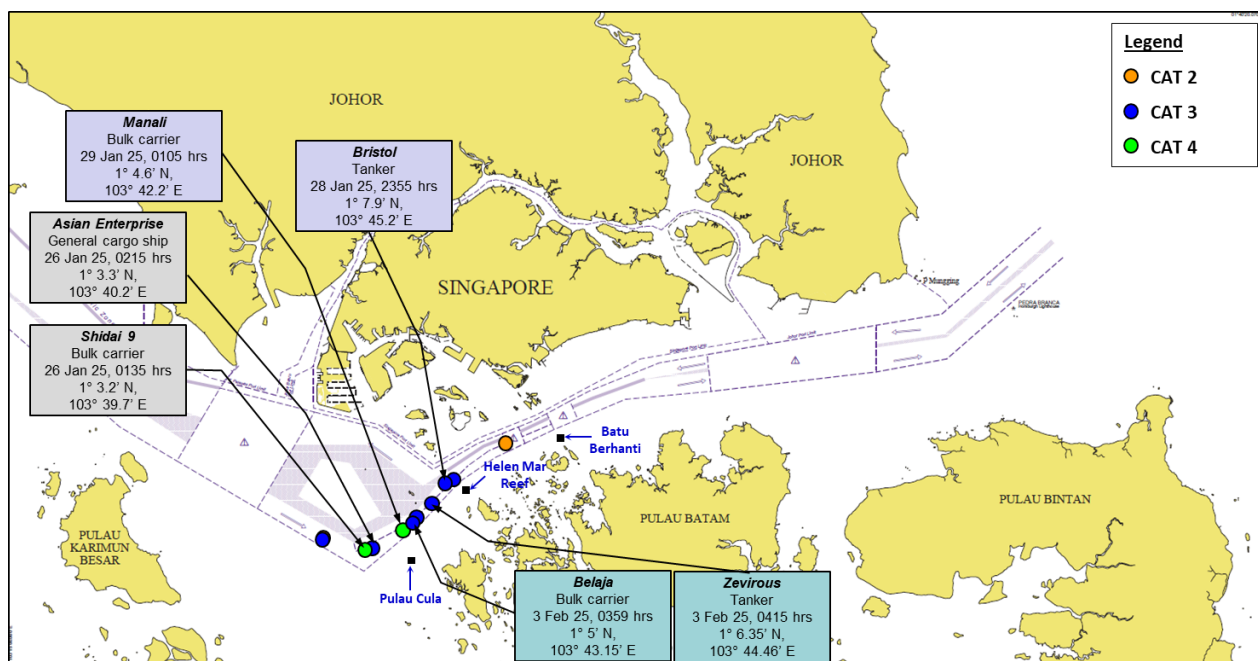 Legend
CAT 2
CAT 3
CAT 4
JOHOR
JOHOR
Manali
Bulk carrier
29 Jan 25, 0105 hrs
1° 4.6’ N,
103° 42.2’ E
Bristol
Tanker
28 Jan 25, 2355 hrs
1° 7.9’ N,
103° 45.2’ E
Asian Enterprise
General cargo ship
26 Jan 25, 0215 hrs
1° 3.3’ N,
103° 40.2’ E
SINGAPORE
P Mungging
PEDRA BRANCA
Shidai 9
Bulk carrier
26 Jan 25, 0135 hrs
1° 3.2’ N,
103° 39.7’ E
Batu
Berhanti
Helen Mar
Reef
PULAU BATAM
PULAU BINTAN
PULAU
KARIMUN
BESAR
Pulau Cula
Belaja
Bulk carrier
3 Feb 25, 0359 hrs
1° 5’ N,
103° 43.15’ E
Zevirous
Tanker
3 Feb 25, 0415 hrs
1° 6.35’ N,
103° 44.46’ E